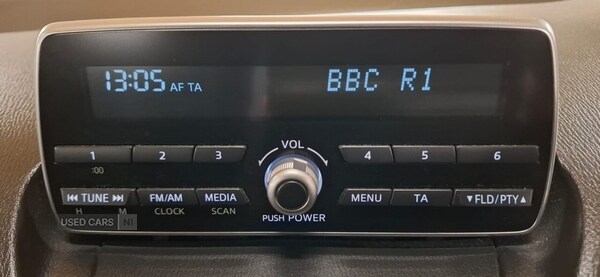 13:05 AF TA BBC R1
VOL
1 2 3 4 5 6
:00
TUNE FM/AM MEDIA MENU TA FLD/PTY
H M CLOCK SCAN
PUSH POWER
USED CARS NI